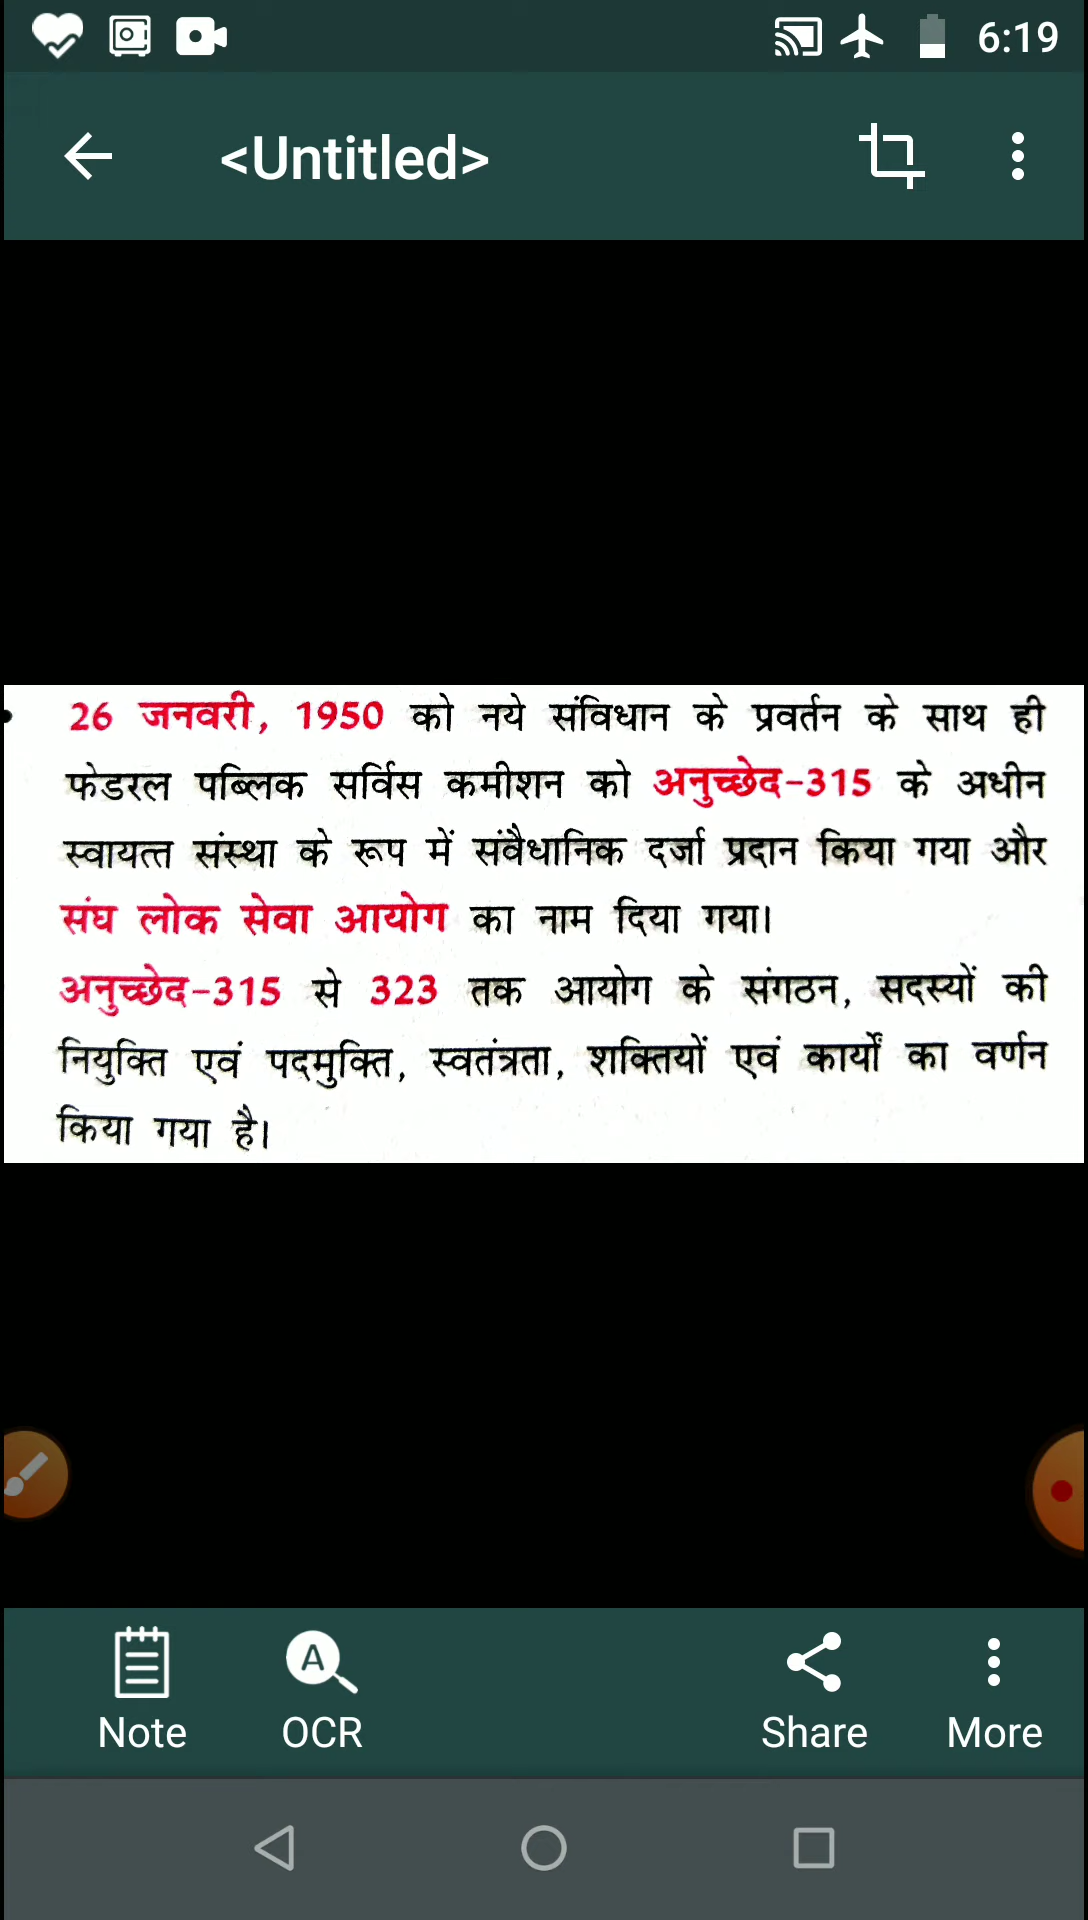 6:19
<Untitled>
26 जनवरी, 1950 को नये संविधान के प्रवर्तन के साथ ही
फेडरल पब्लिक सर्विस कमीशन को अनुच्छेद-315 के अधीन
स्वायत्त संस्था के रूप में संवैधानिक दर्जा प्रदान किया गया और
संघ लोक सेवा आयोग का नाम दिया गया।
अनुच्छेद-315 से 323 तक आयोग के संगठन, सदस्यों की
नियुक्ति एवं पदमुक्ति, स्वतंत्रता, शक्तियों एवं कार्यों का वर्णन
किया गया है।
A
Note OCR Share More